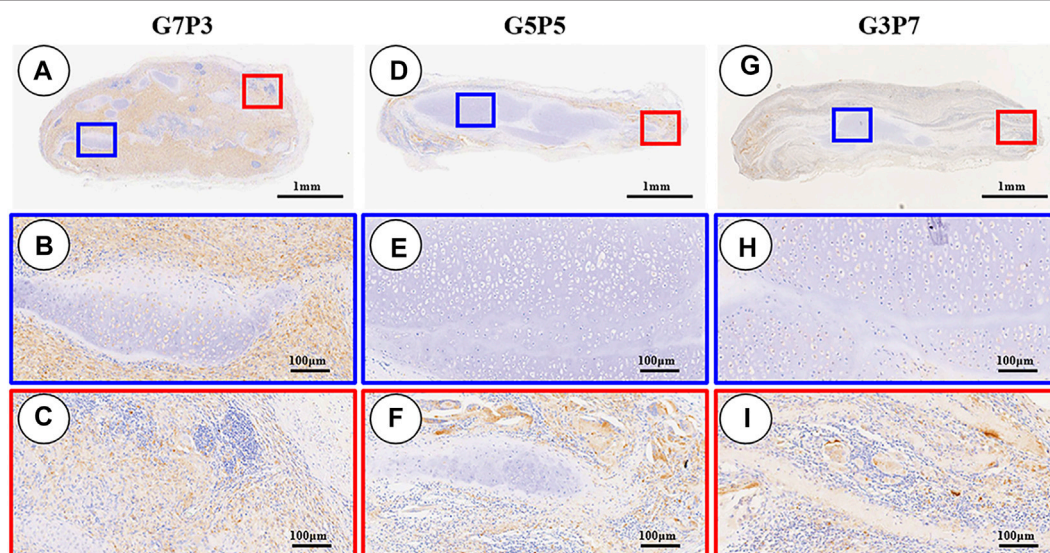 G7P3 G5P5 G3P7
A D G
1mm 1mm 1mm
B E H
100μm 100μm 100μm
C F I
100μm 100μm 100μm